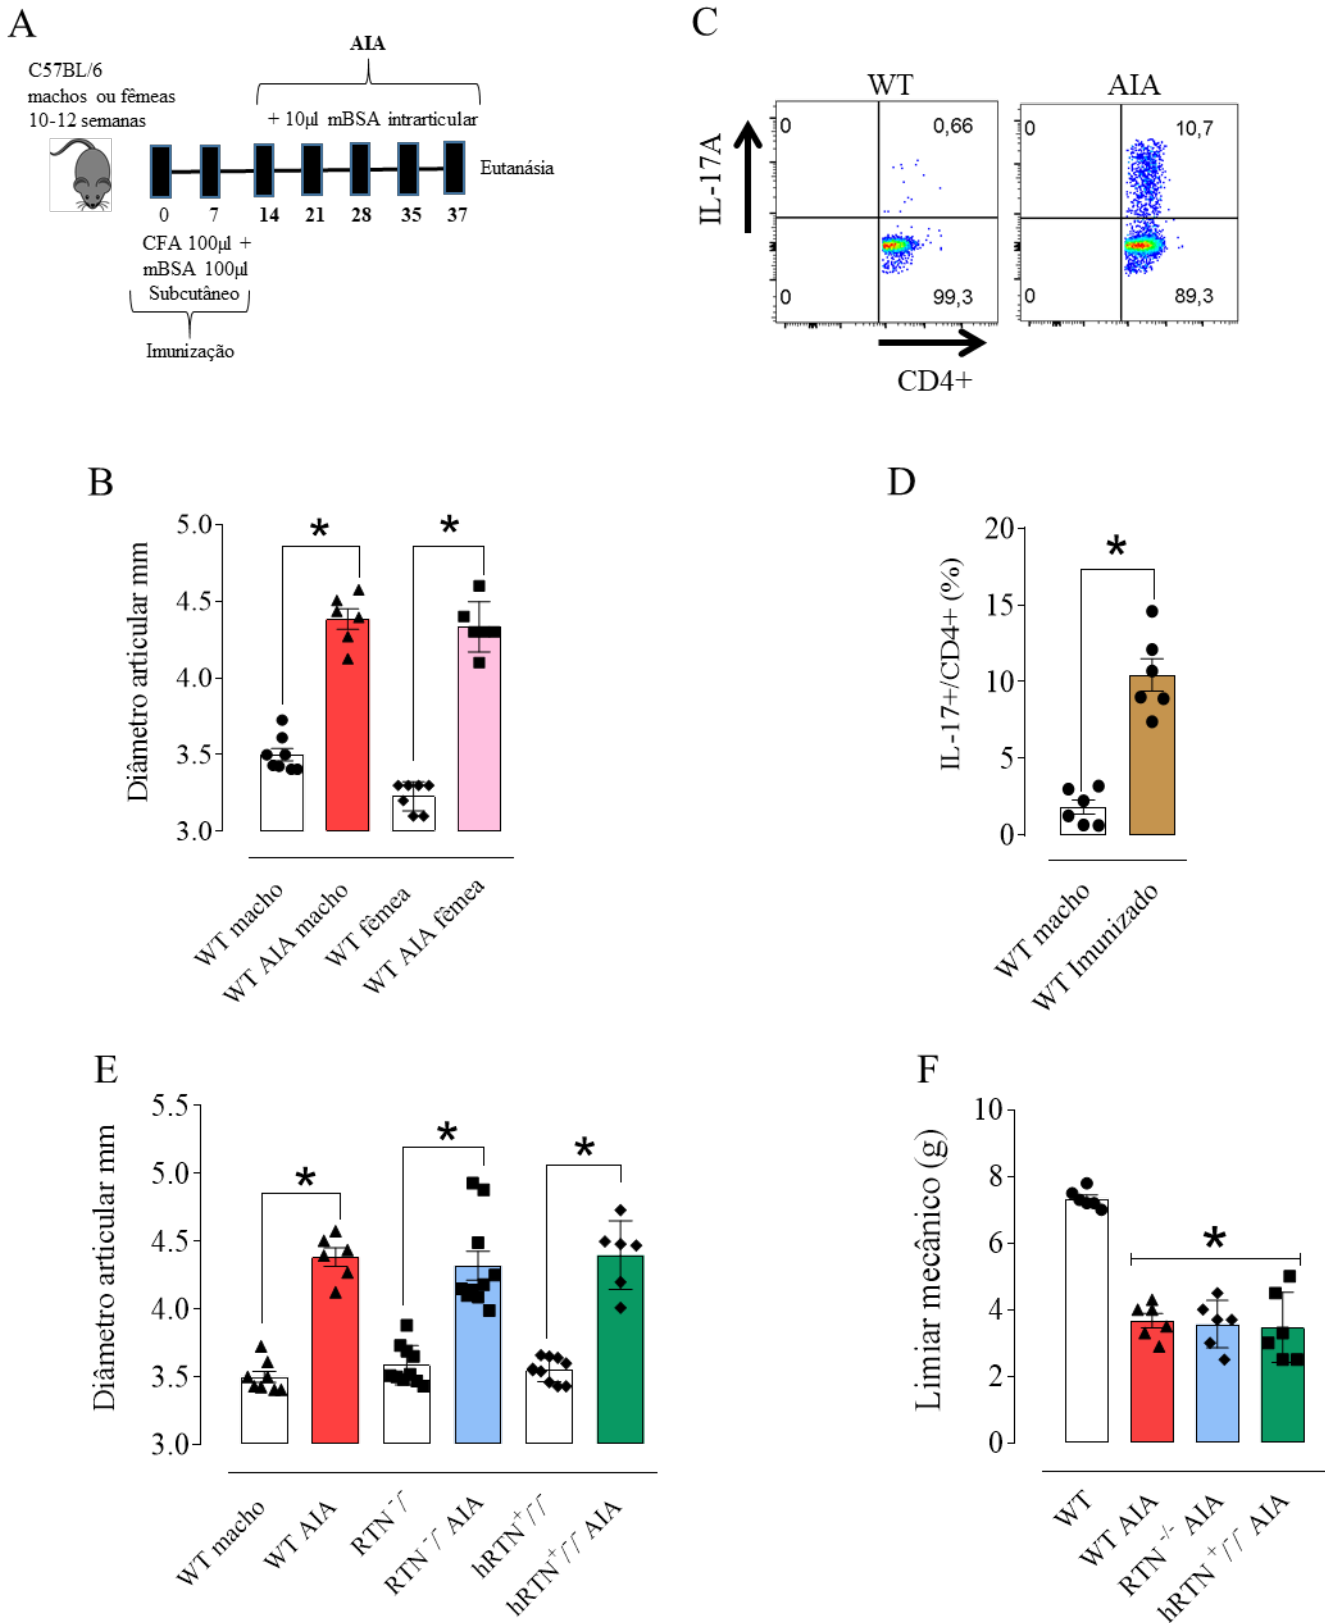 A
AIA
C57BL/6
machos ou fêmeas
10-12 semanas
+ 10µl mBSA intrarticular
Eutanásia
0 7 14 21 28 35 37
CFA 100µl +
mBSA 100µl
Subcutâneo
Imunização
C
WT AIA
IL-17A
0 0,66
0 99,3
0 10,7
0 89,3
CD4+
B
Diâmetro articular mm
5.0
4.5
4.0
3.5
3.0
* *
WT macho
WT AIA macho
WT fêmea
WT AIA fêmea
D
IL-17+/CD4+ (%)
20
15
10
5
0
*
WT macho
WT Imunizado
E
Diâmetro articular mm
5.5
5.0
4.5
4.0
3.5
3.0
* * *
WT macho
WT AIA
RTN⁻/⁻
RTN⁻/⁻ AIA
hRTN⁺/⁻/⁻
hRTN⁺/⁻/⁻ AIA
F
Limiar mecânico (g)
10
8
6
4
2
0
*
WT
WT AIA
RTN⁻/⁻ AIA
hRTN⁺/⁻/⁻ AIA